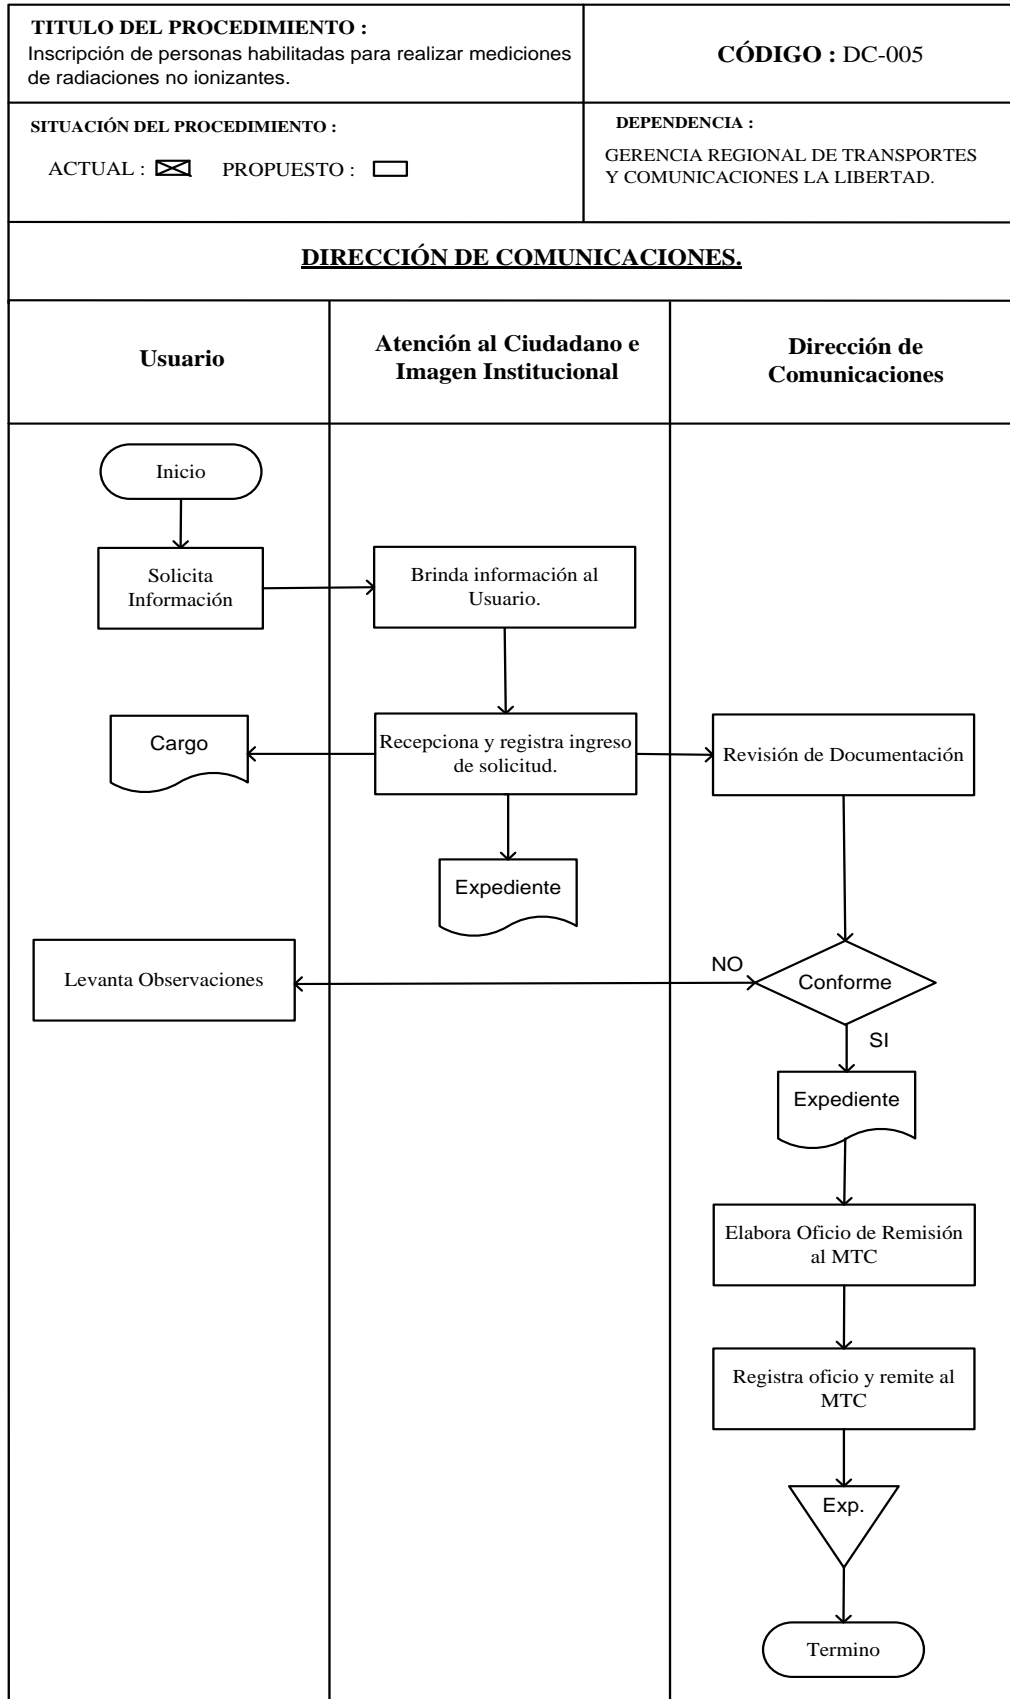 TITULO DEL PROCEDIMIENTO :
Inscripción de personas habilitadas para realizar mediciones
de radiaciones no ionizantes.
CÓDIGO : DC-005
SITUACIÓN DEL PROCEDIMIENTO :
ACTUAL : PROPUESTO :
DEPENDENCIA :
GERENCIA REGIONAL DE TRANSPORTES
Y COMUNICACIONES LA LIBERTAD.
DIRECCIÓN DE COMUNICACIONES.
Usuario
Atención al Ciudadano e
Imagen Institucional
Dirección de
Comunicaciones
Inicio
Solicita
Información
Brinda información al
Usuario.
Cargo
Recepciona y registra ingreso
de solicitud.
Revisión de Documentación
Expediente
Levanta Observaciones
NO
Conforme
SI
Expediente
Elabora Oficio de Remisión
al MTC
Registra oficio y remite al
MTC
Exp.
Termino